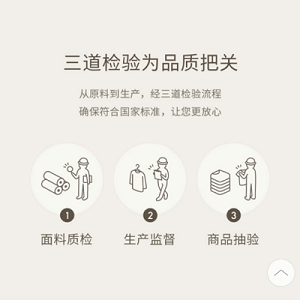 三道检验为品质把关
从原料到生产，经三道检验流程
确保符合国家标准，让您更放心
1 2 3
面料质检 生产监督 商品抽验